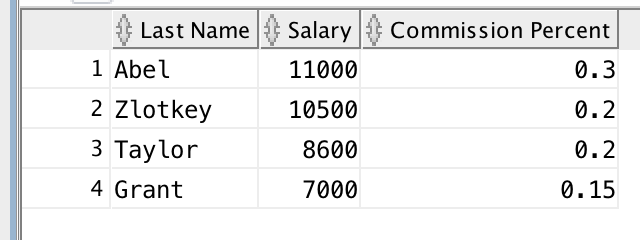 Last Name Salary Commission Percent
1 Abel 11000 0.3
2 Zlotkey 10500 0.2
3 Taylor 8600 0.2
4 Grant 7000 0.15